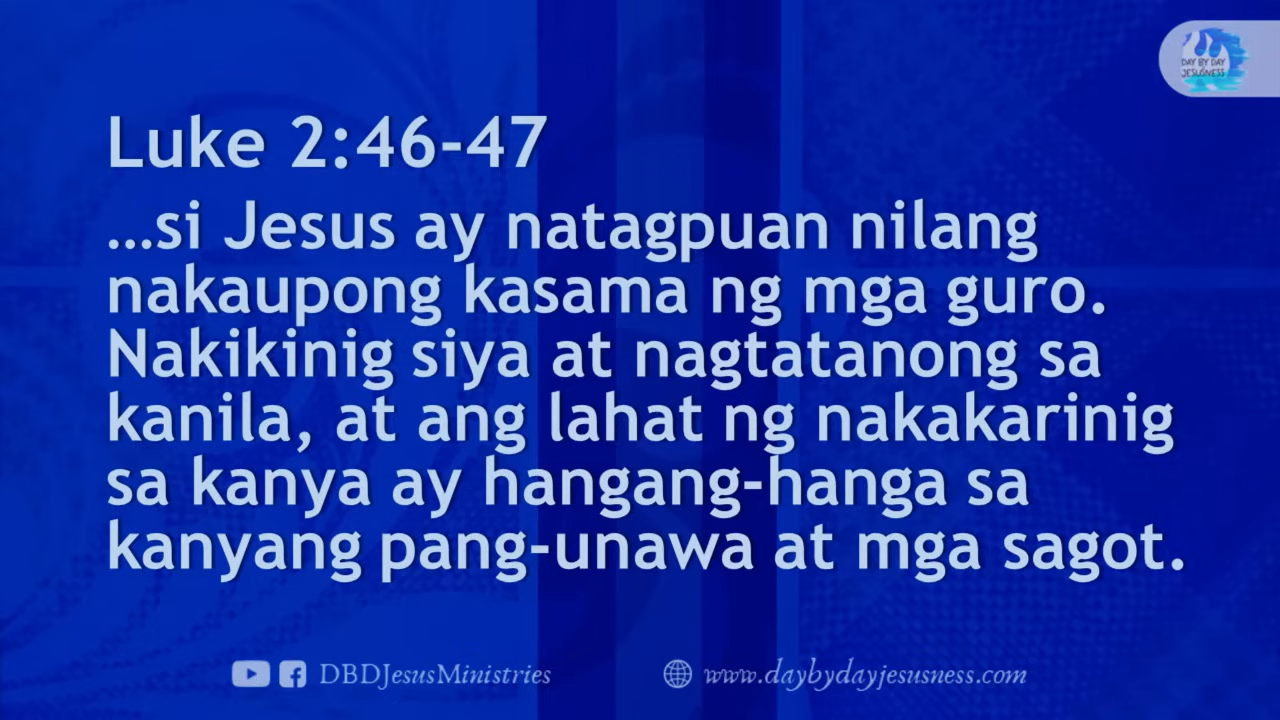 DAY BY DAY
JESUSNESS
Luke 2:46-47
...si Jesus ay natagpuan nilang
nakaupong kasama ng mga guro.
Nakikinig siya at nagtatanong sa
kanila, at ang lahat ng nakakarinig
sa kanya ay hangang-hanga sa
kanyang pang-unawa at mga sagot.
DBDJesusMinistries
www.daybydayjesusness.com